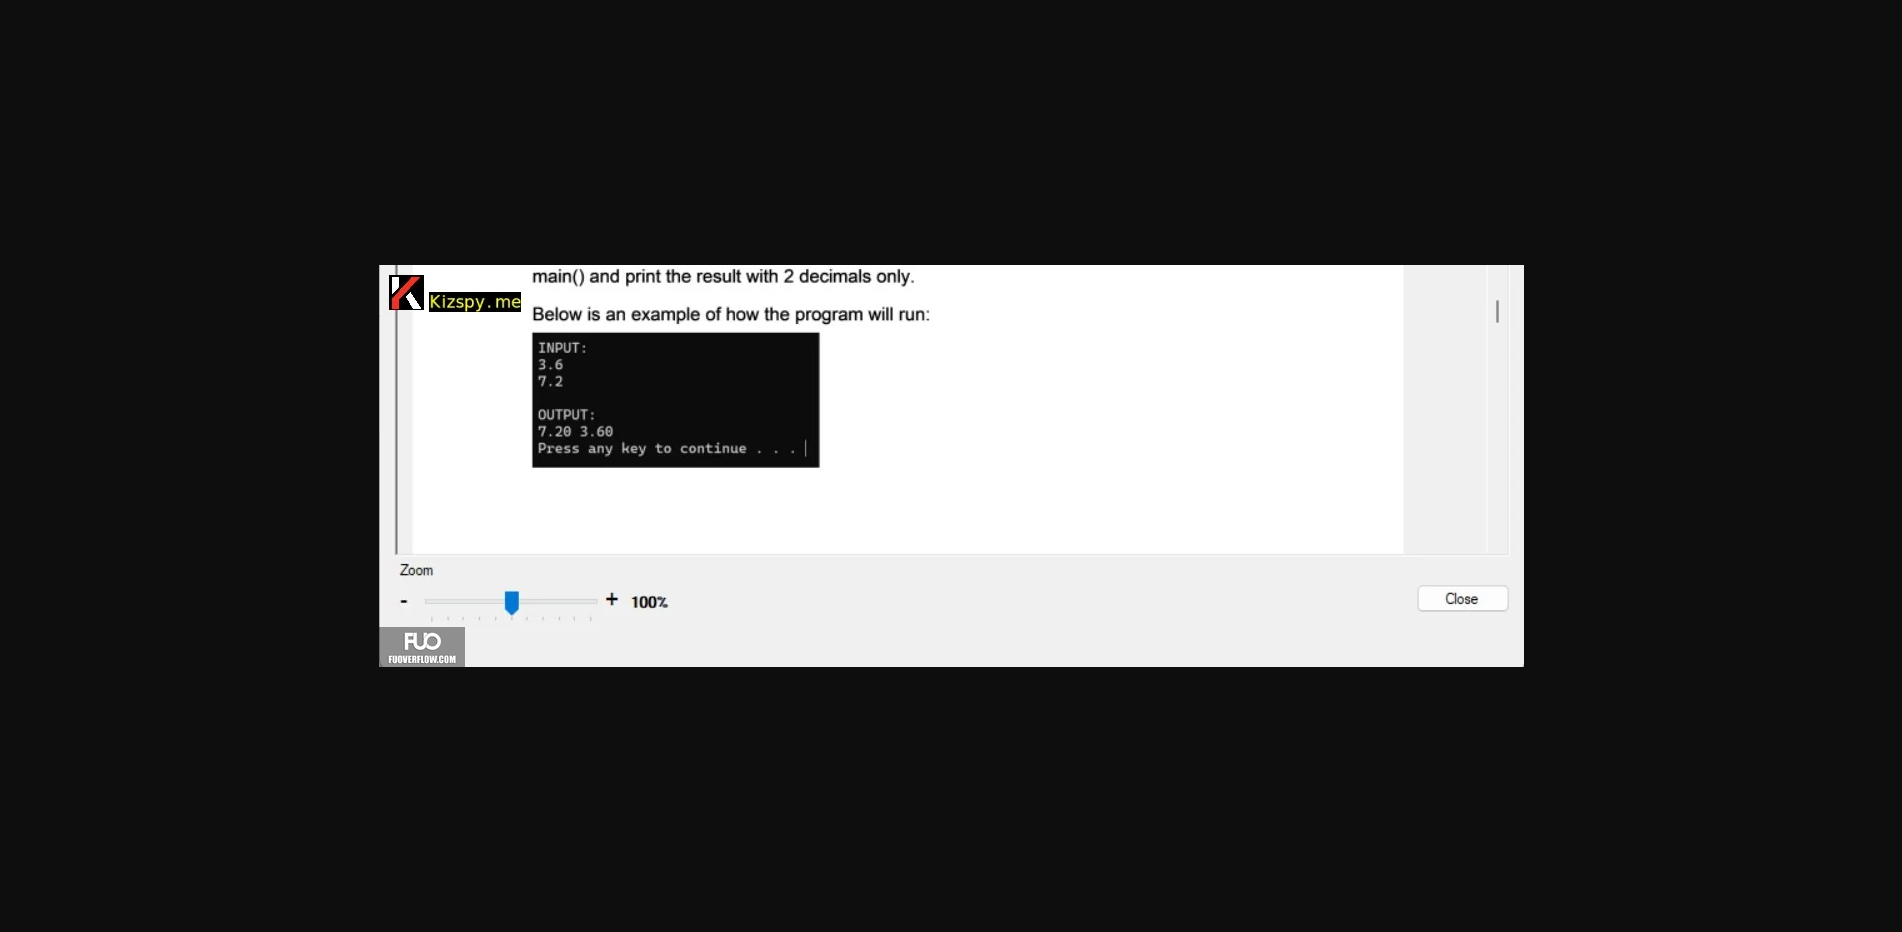 main() and print the result with 2 decimals only.
Kizspy.me
Below is an example of how the program will run:
INPUT:
3.6
7.2
OUTPUT:
7.20 3.60
Press any key to continue . . .
Zoom
- + 100%
Close
FUO
FUOVERFLOW.COM